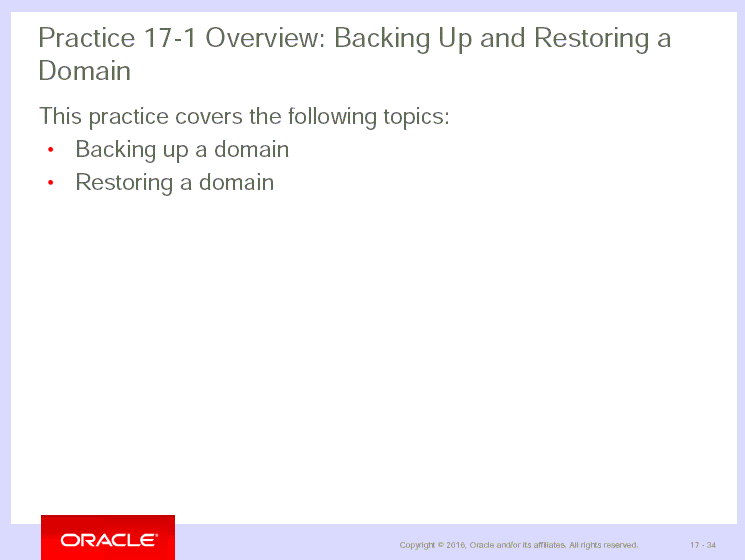 Practice 17-1 Overview: Backing Up and Restoring a
Domain
This practice covers the following topics:
• Backing up a domain
• Restoring a domain
ORACLE®
Copyright © 2016, Oracle and/or its affiliates. All rights reserved.
17 - 34